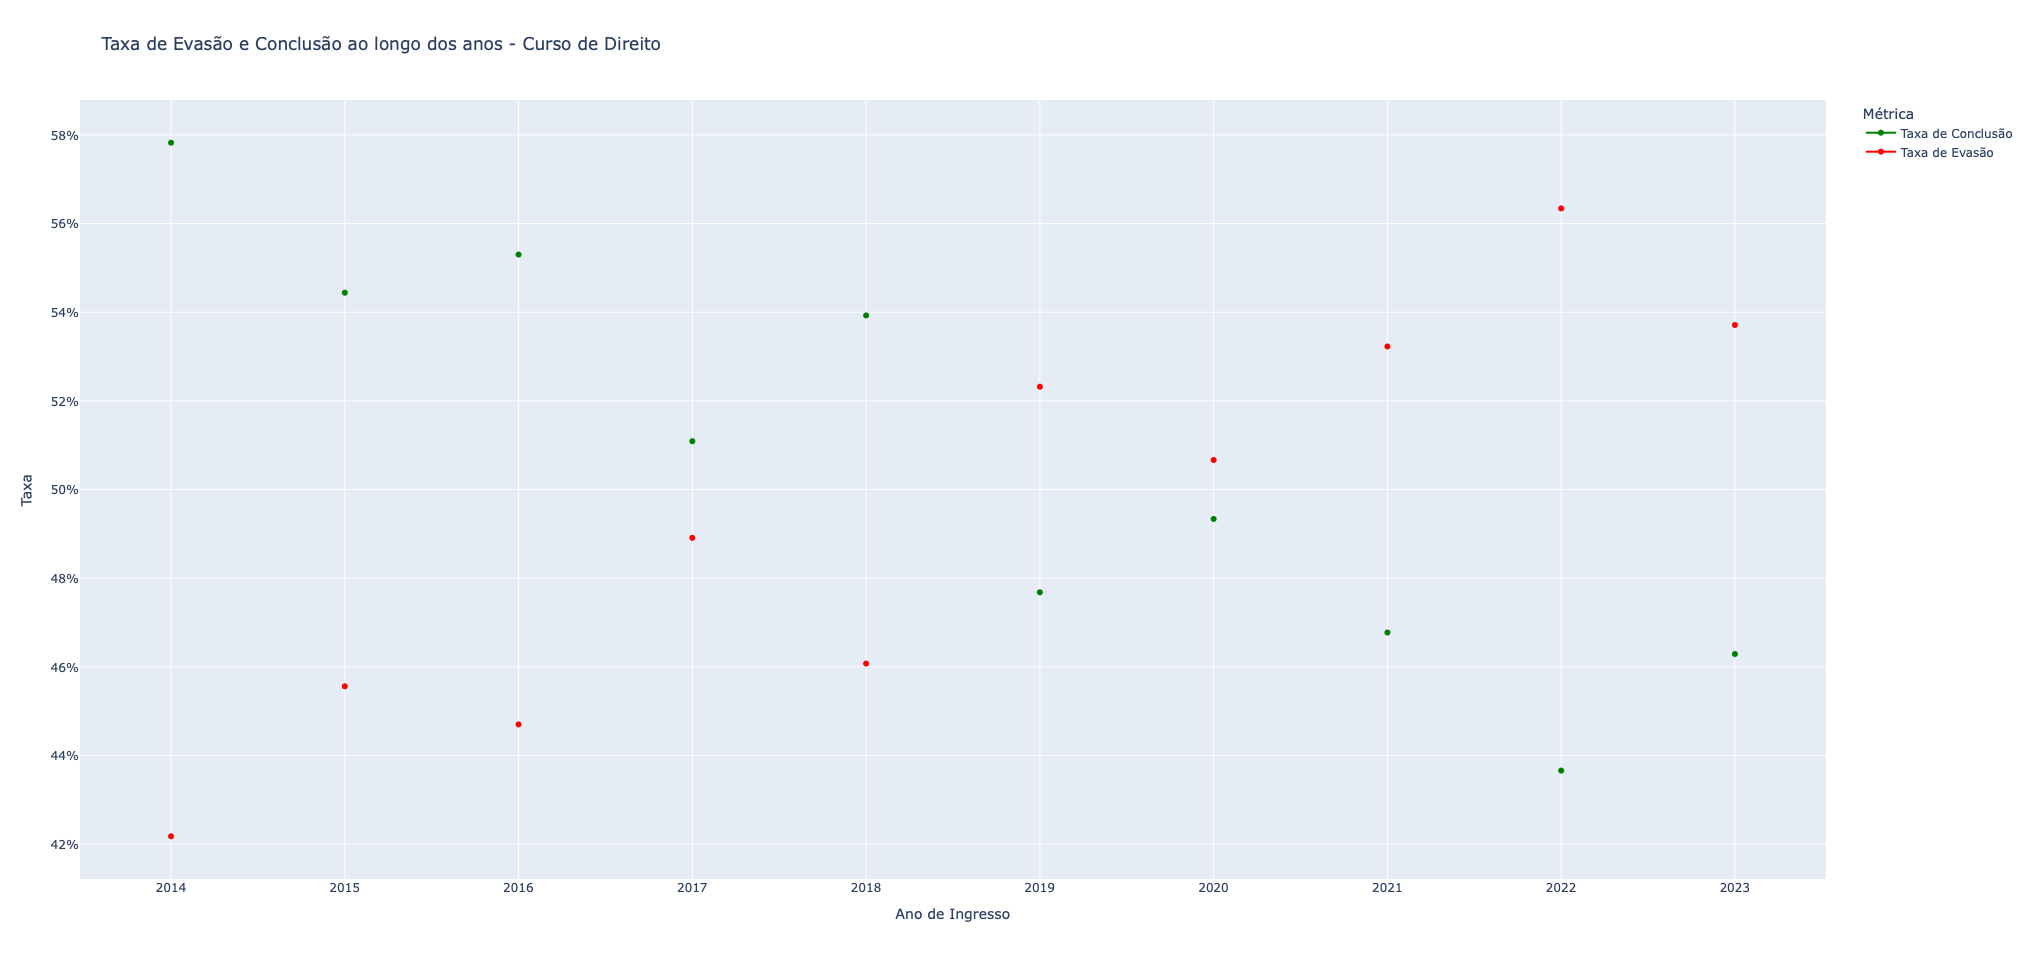 Taxa de Evasão e Conclusão ao longo dos anos - Curso de Direito
Métrica
Taxa de Conclusão
Taxa de Evasão
58%
56%
54%
52%
50%
48%
46%
44%
42%
Taxa
2014 2015 2016 2017 2018 2019 2020 2021 2022 2023
Ano de Ingresso